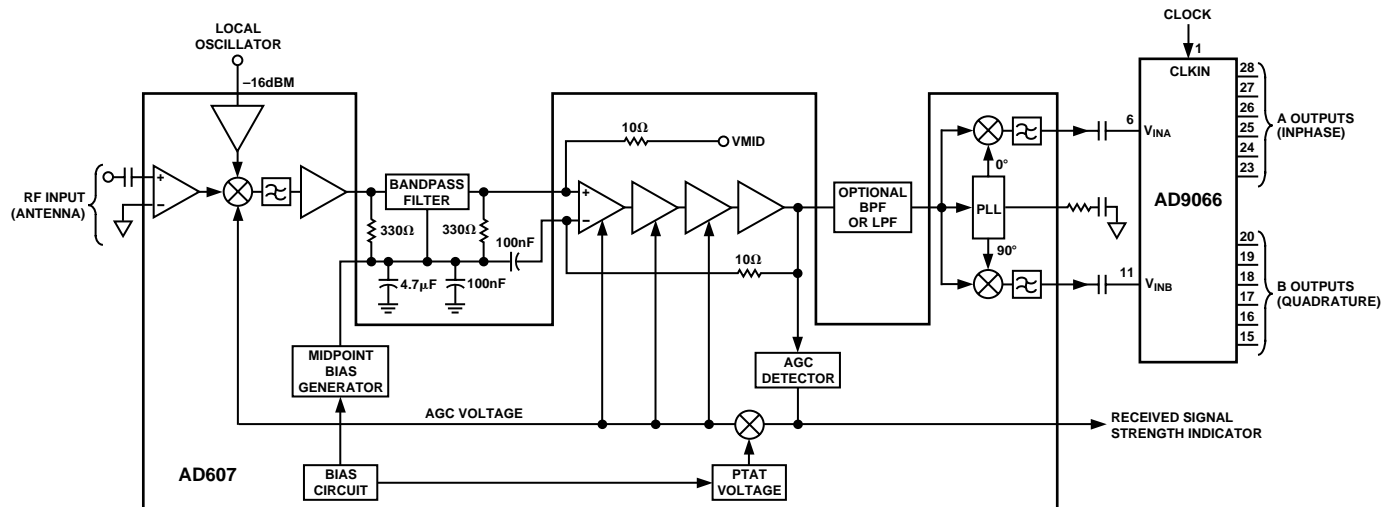 CLOCK
1
CLKIN
LOCAL
OSCILLATOR
–16dBM
28
27
26
25
24
23
A OUTPUTS
(INPHASE)
6
VINA
AD9066
20
19
18
17
16
15
B OUTPUTS
(QUADRATURE)
11
VINB
RF INPUT
(ANTENNA)
+
–
BANDPASS
FILTER
330Ω
330Ω
100nF
4.7µF
100nF
10Ω
VMID
+
–
10Ω
OPTIONAL
BPF
OR LPF
0°
PLL
90°
MIDPOINT
BIAS
GENERATOR
AGC
DETECTOR
AGC VOLTAGE
RECEIVED SIGNAL
STRENGTH INDICATOR
AD607
BIAS
CIRCUIT
PTAT
VOLTAGE